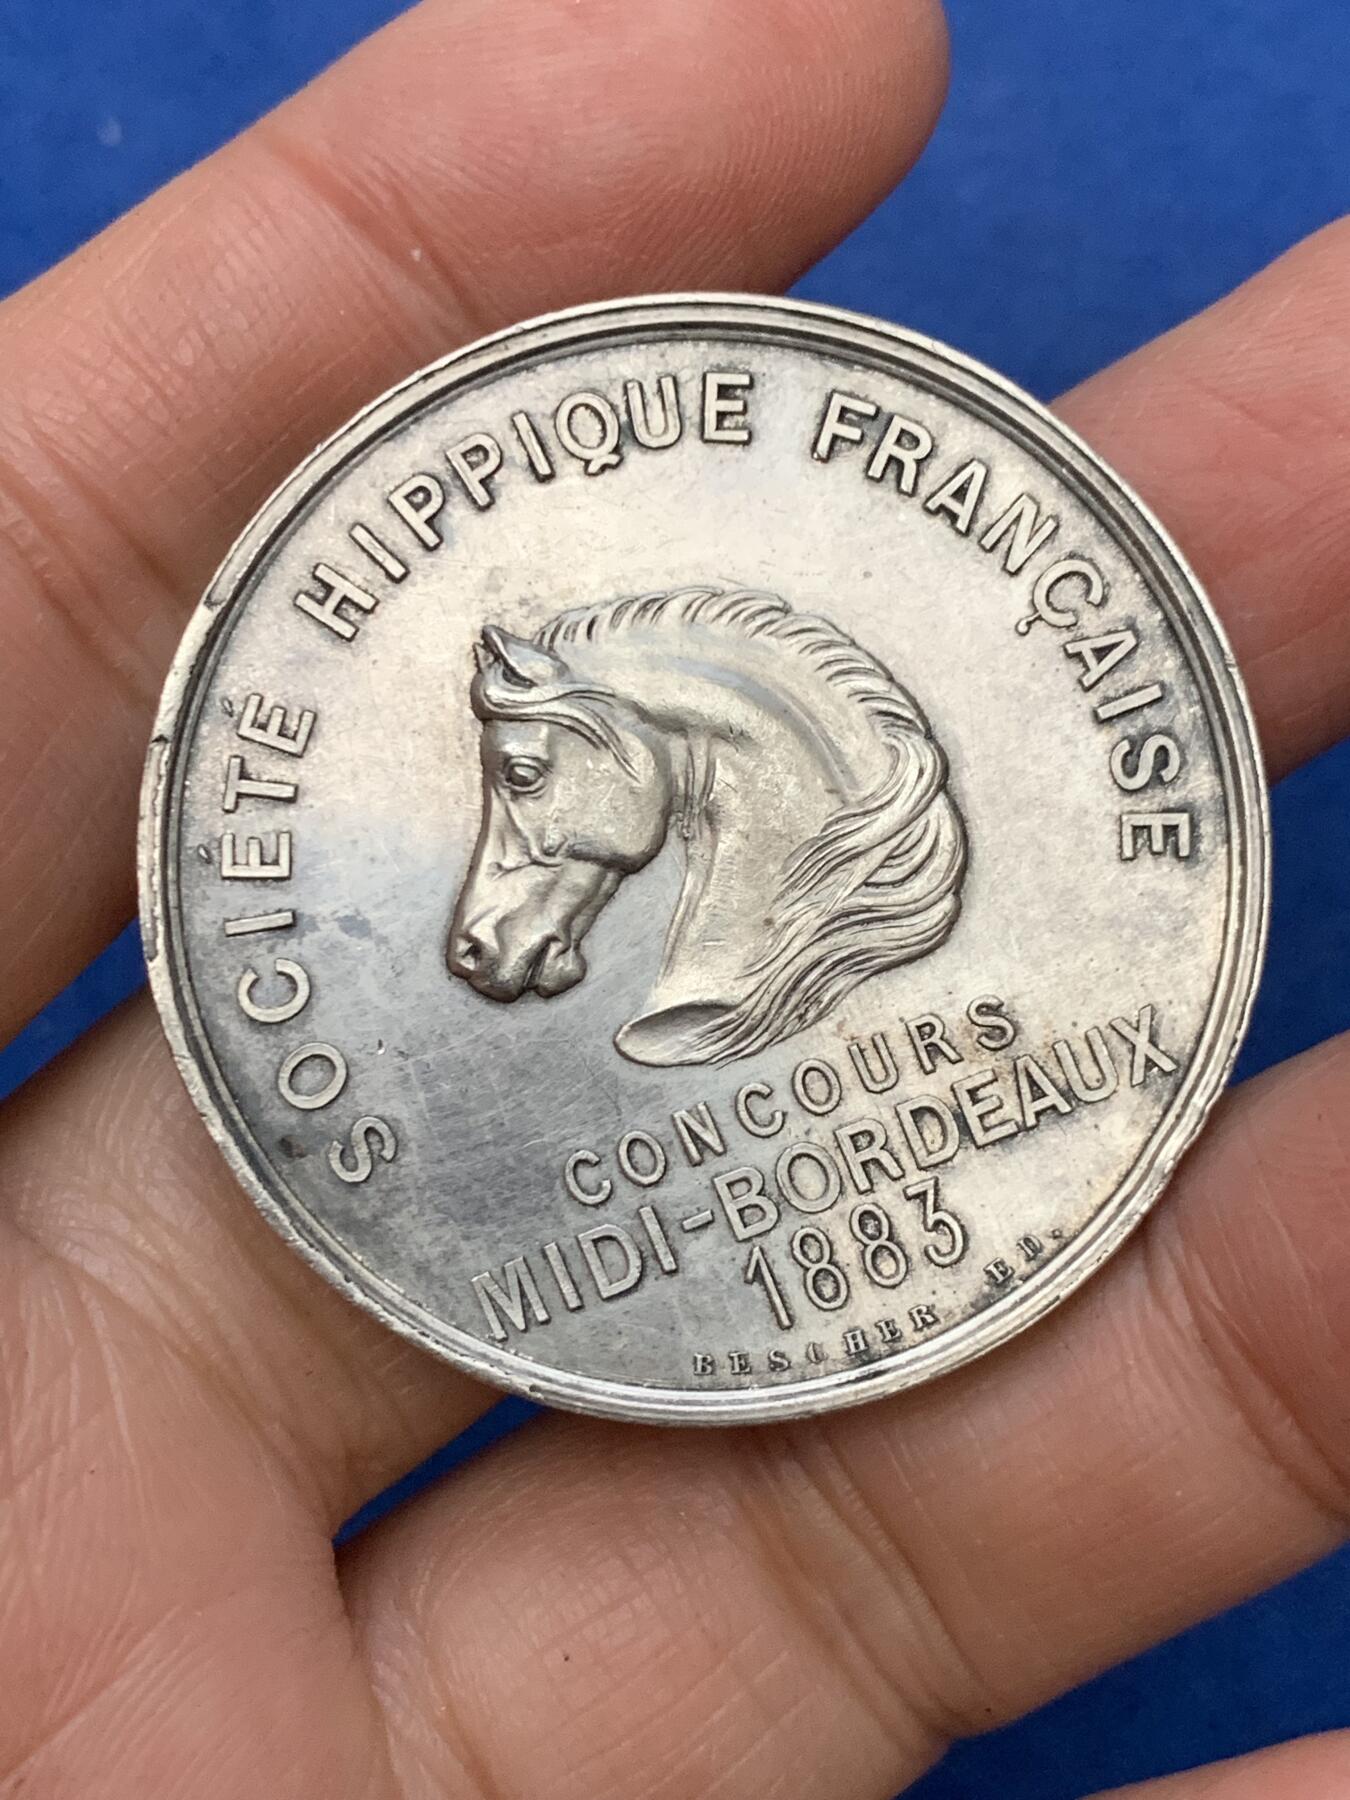 SOCIÉTÉ HIPPIQUE FRANÇAISE
CONCOURS
MIDI-BORDEAUX
1883
BESCHER ED.